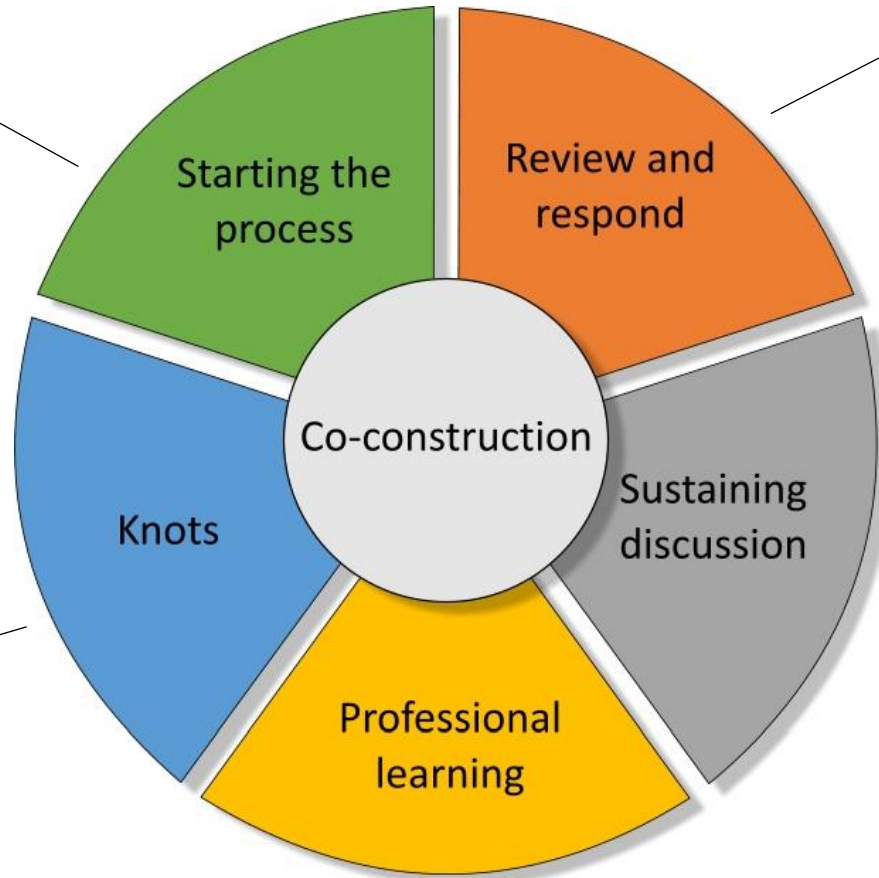 Starting the
process
Review and
respond
Co-construction
Sustaining
discussion
Knots
Professional
learning